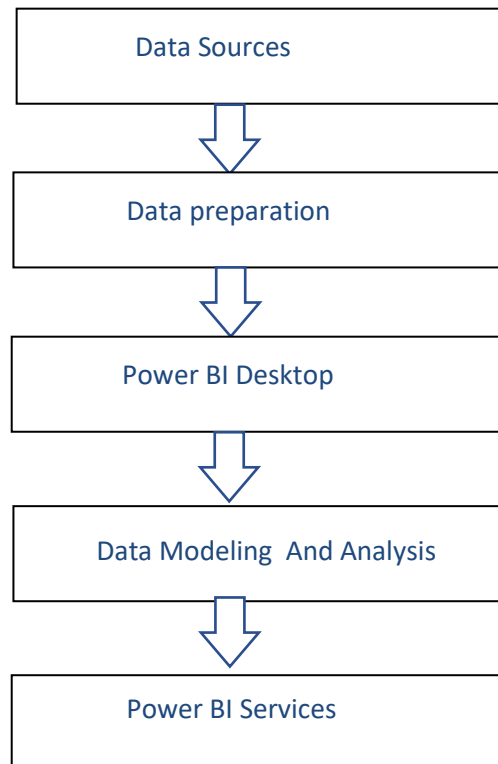 Data Sources
Data preparation
Power BI Desktop
Data Modeling  And Analysis
Power BI Services